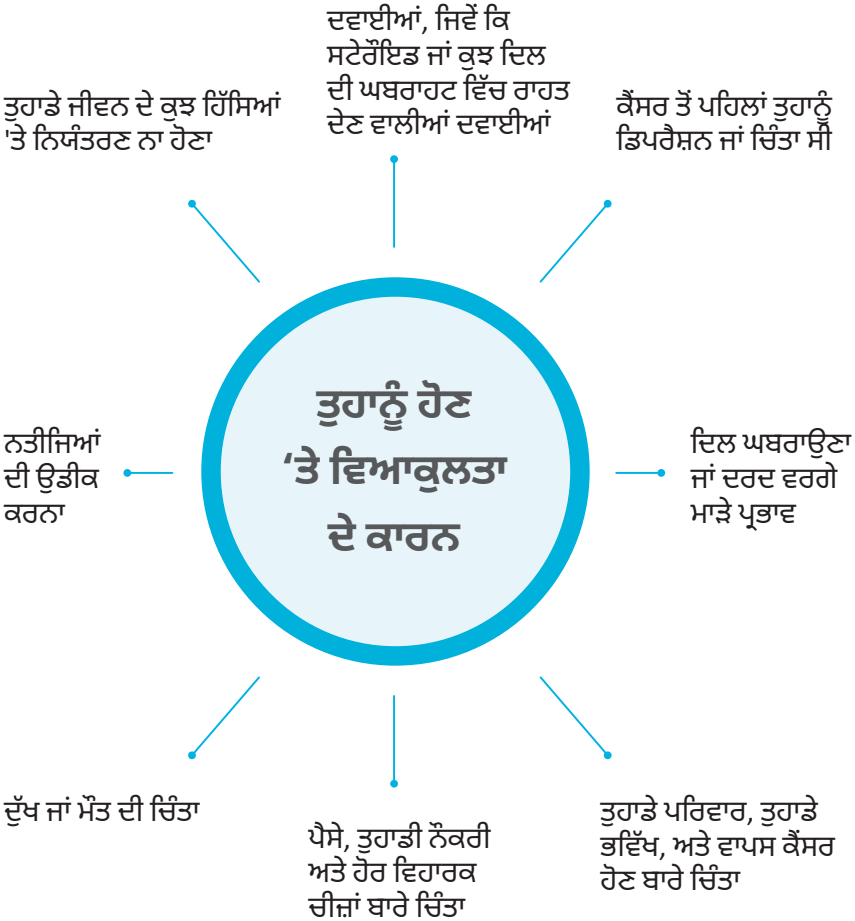 ਦਵਾਈਆਂ, ਜਿਵੇਂ ਕਿ
ਸਟੇਰੌਇਡ ਜਾਂ ਕੁਝ ਦਿਲ
ਦੀ ਘਬਰਾਹਟ ਵਿੱਚ ਰਾਹਤ
ਦੇਣ ਵਾਲੀਆਂ ਦਵਾਈਆਂ
ਤੁਹਾਡੇ ਜੀਵਨ ਦੇ ਕੁਝ ਹਿੱਸਿਆਂ
'ਤੇ ਨਿਯੰਤਰਣ ਨਾ ਹੋਣਾ
ਕੈਂਸਰ ਤੋਂ ਪਹਿਲਾਂ ਤੁਹਾਨੂੰ
ਡਿਪਰੈਸ਼ਨ ਜਾਂ ਚਿੰਤਾ ਸੀ
ਤੁਹਾਨੂੰ ਹੋਣ
‘ਤੇ ਵਿਆਕੁਲਤਾ
ਦੇ ਕਾਰਨ
ਨਤੀਜਿਆਂ
ਦੀ ਉਡੀਕ
ਕਰਨਾ
ਦਿਲ ਘਬਰਾਉਣਾ
ਜਾਂ ਦਰਦ ਵਰਗੇ
ਮਾੜੇ ਪ੍ਰਭਾਵ
ਦੁੱਖ ਜਾਂ ਮੌਤ ਦੀ ਚਿੰਤਾ
ਪੈਸੇ, ਤੁਹਾਡੀ ਨੌਕਰੀ
ਅਤੇ ਹੋਰ ਵਿਹਾਰਕ
ਚੀਜ਼ਾਂ ਬਾਰੇ ਚਿੰਤਾ
ਤੁਹਾਡੇ ਪਰਿਵਾਰ, ਤੁਹਾਡੇ
ਭਵਿੱਖ, ਅਤੇ ਵਾਪਸ ਕੈਂਸਰ
ਹੋਣ ਬਾਰੇ ਚਿੰਤਾ